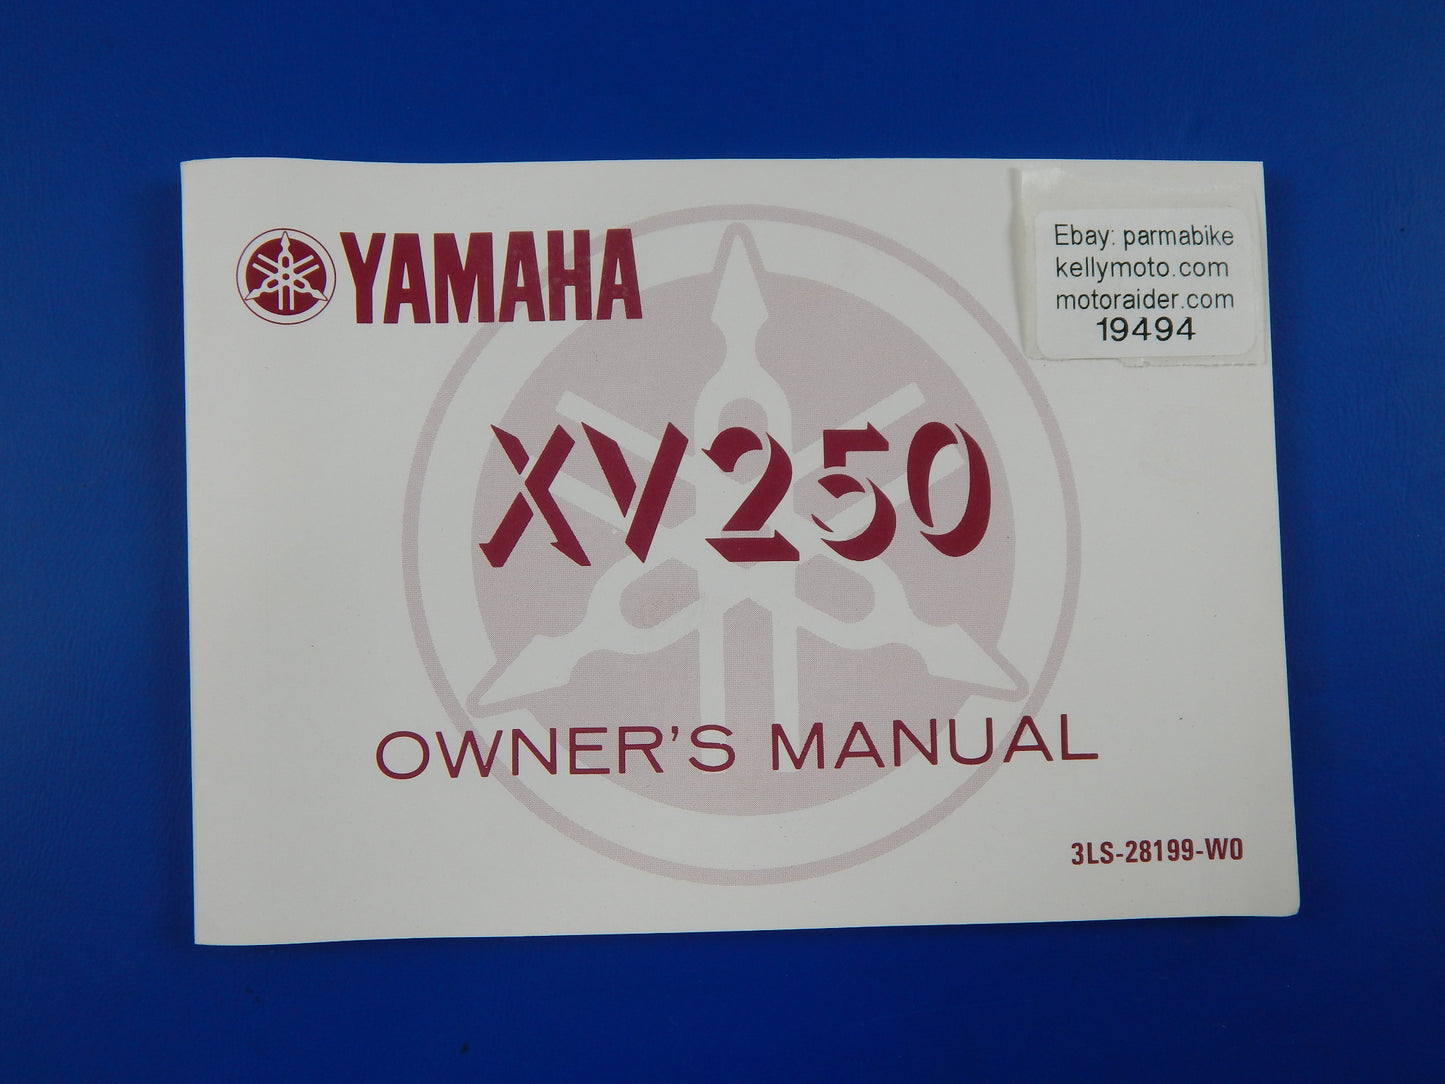 YAMAHA
Ebay: parmabike
kellymoto.com
motoraider.com
19494
XV250
OWNER'S MANUAL
3LS-28199-W0